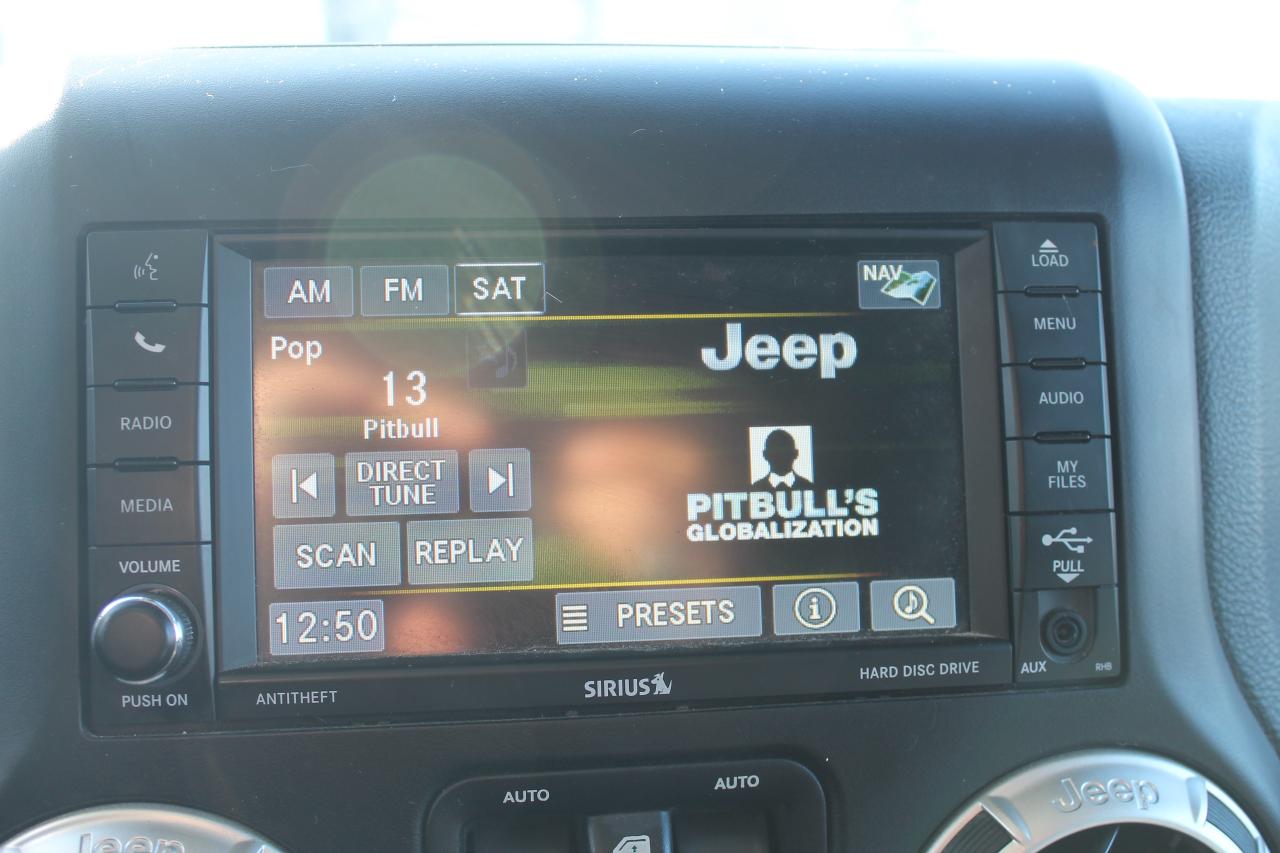 AM
FM
SAT
NAV
Pop
13
Pitbull
DIRECT
TUNE
SCAN
REPLAY
12:50
Jeep
PITBULL'S
GLOBALIZATION
PRESETS
i
RADIO
MEDIA
VOLUME
PUSH ON
LOAD
MENU
AUDIO
MY
FILES
PULL
AUX
RHB
ANTITHEFT
SIRIUS
HARD DISC DRIVE
AUTO
AUTO
Jeep
Jeep